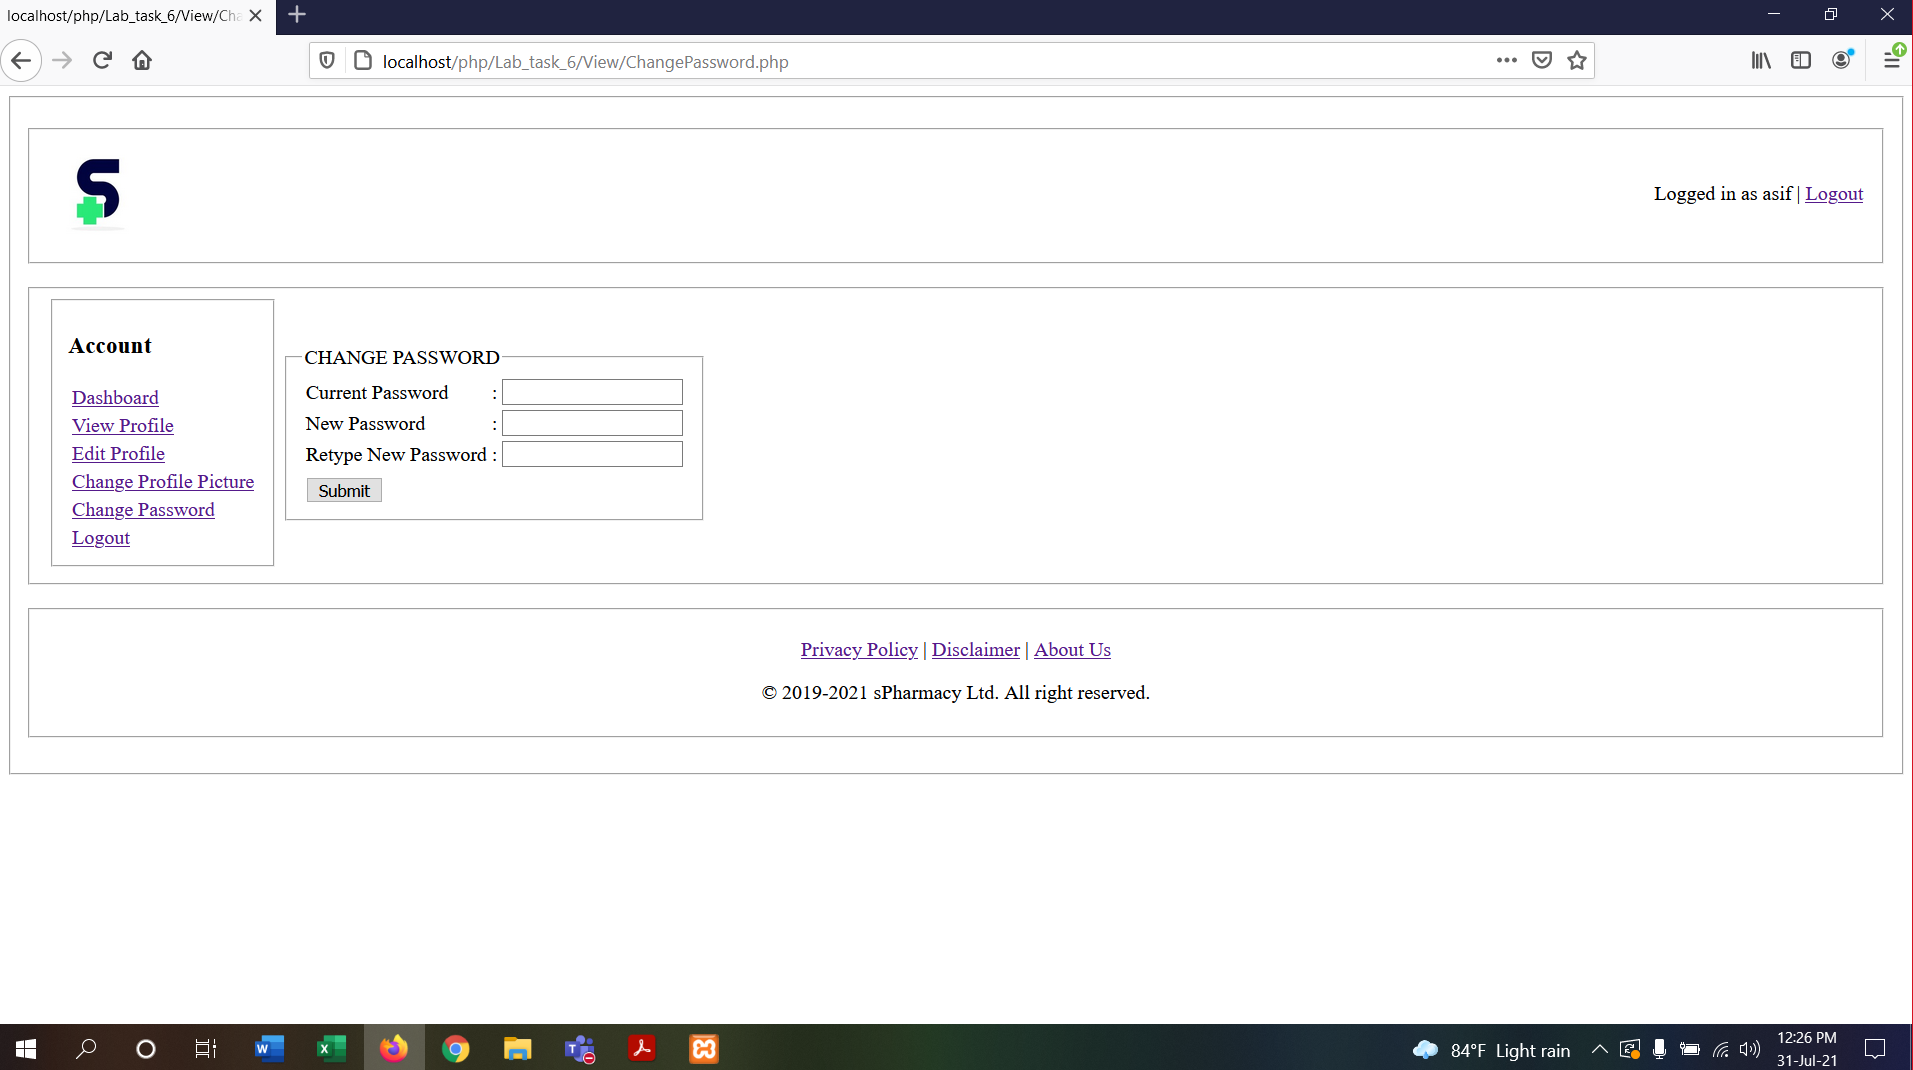 localhost/php/Lab_task_6/View/Cha
localhost/php/Lab_task_6/View/ChangePassword.php
S
Logged in as asif | Logout
Account
Dashboard
View Profile
Edit Profile
Change Profile Picture
Change Password
Logout
CHANGE PASSWORD
Current Password :
New Password :
Retype New Password :
Submit
Privacy Policy | Disclaimer | About Us
© 2019-2021 sPharmacy Ltd. All right reserved.
84°F Light rain
12:26 PM
31-Jul-21